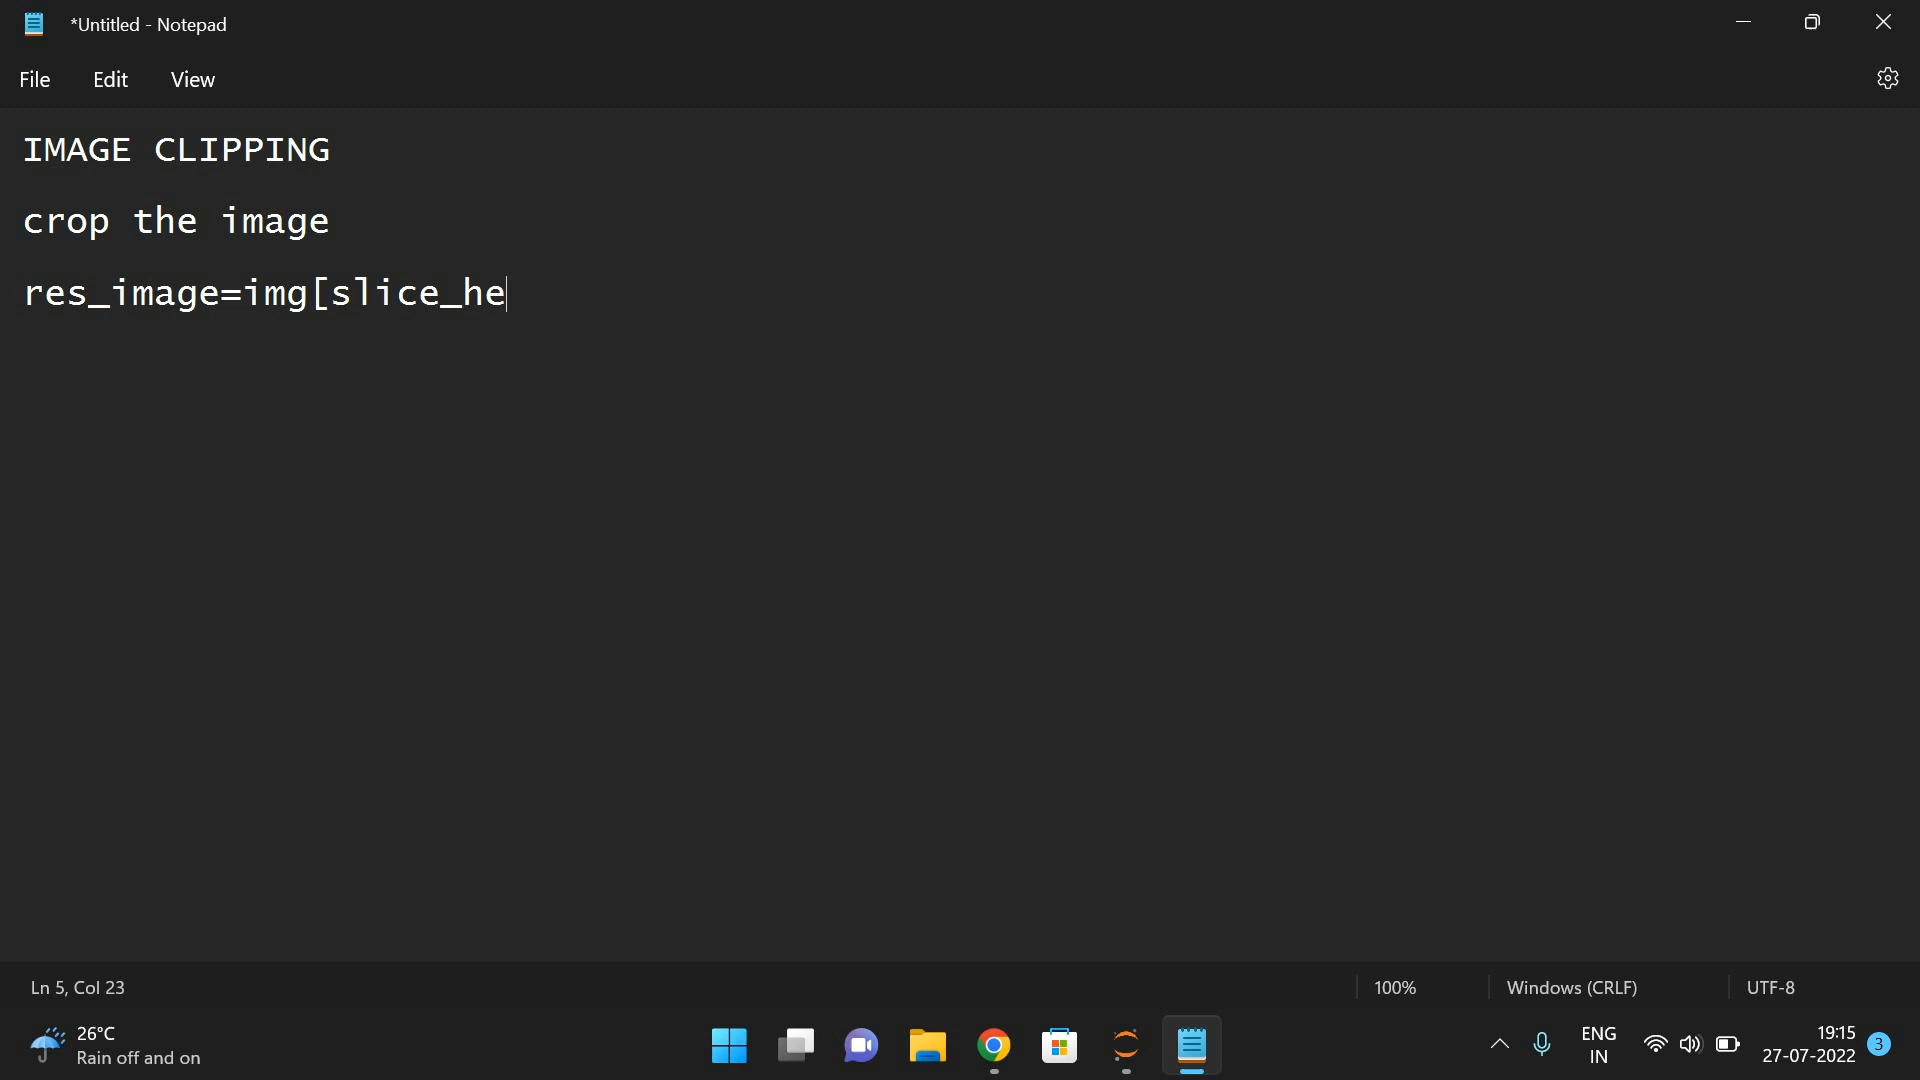 *Untitled - Notepad
File Edit View
IMAGE CLIPPING
crop the image
res_image=img[slice_he
Ln 5, Col 23 100% Windows (CRLF) UTF-8
26°C
Rain off and on
ENG
IN
19:15
27-07-2022
3